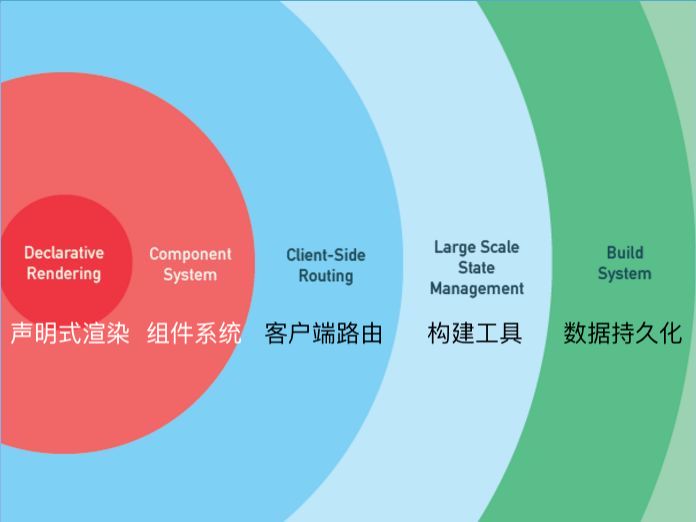 Declarative
Rendering
Component
System
Client-Side
Routing
Large Scale
State
Management
Build
System
声明式渲染
组件系统
客户端路由
构建工具
数据持久化